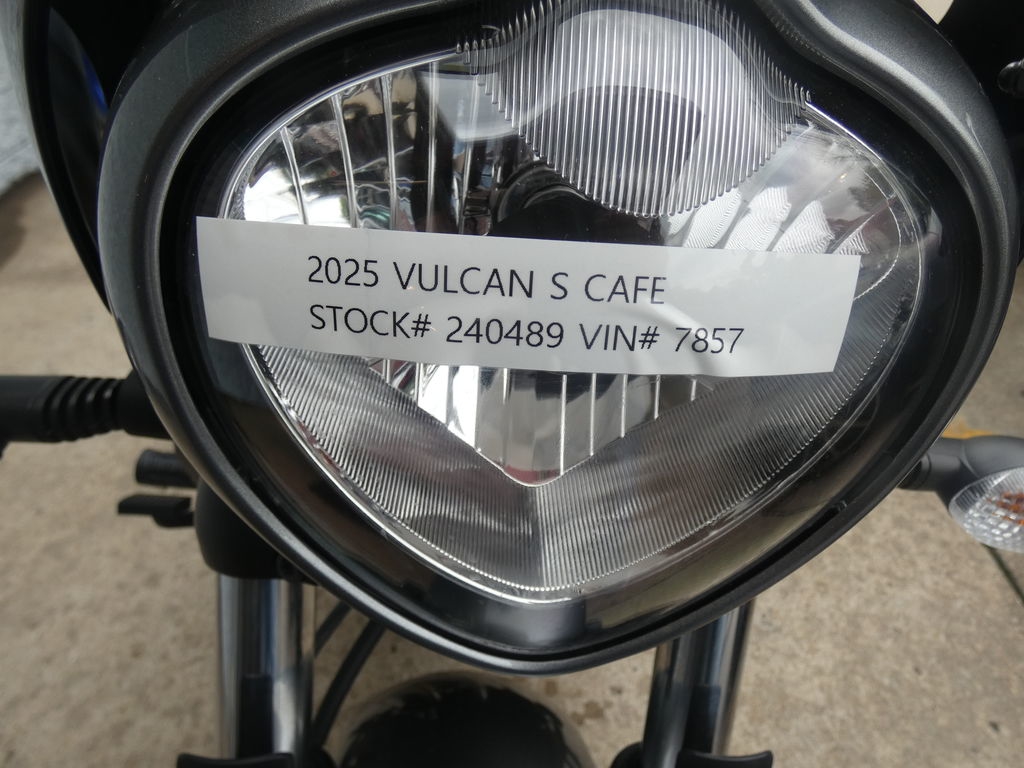 2025 VULCAN S CAFE
STOCK# 240489 VIN# 7857